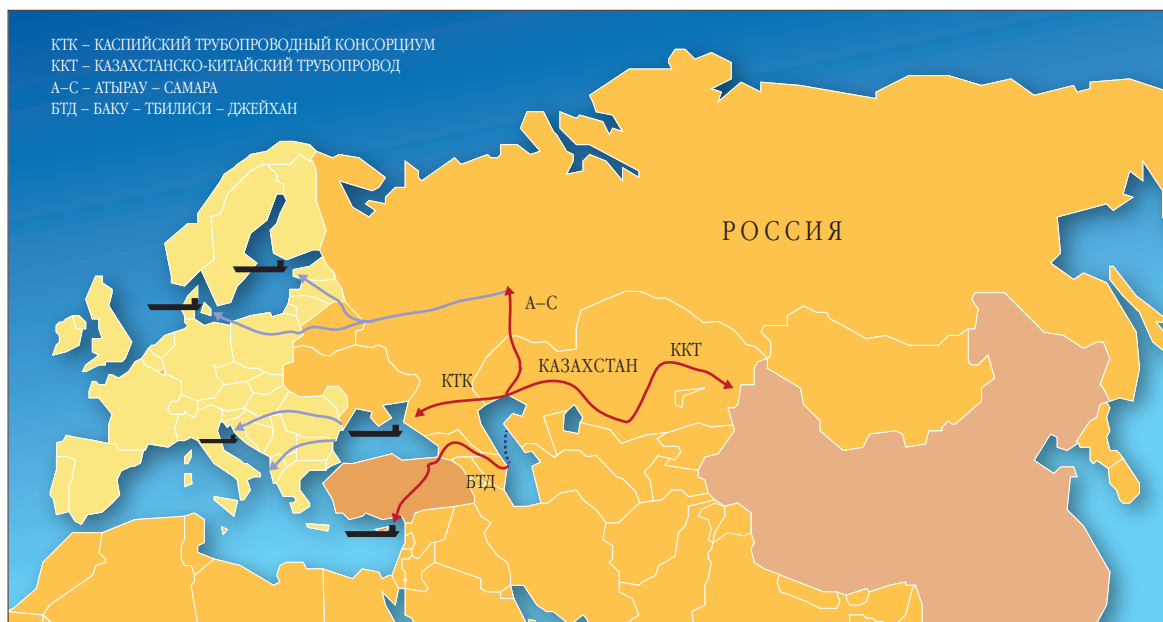 КТК – КАСПИЙСКИЙ ТРУБОПРОВОДНЫЙ КОНСОРЦИУМ
ККТ – КАЗАХСТАНСКО-КИТАЙСКИЙ ТРУБОПРОВОД
А–С – АТЫРАУ – САМАРА
БТД – БАКУ – ТБИЛИСИ – ДЖЕЙХАН
РОССИЯ
А–С
ККТ
КАЗАХСТАН
КТК
БТД